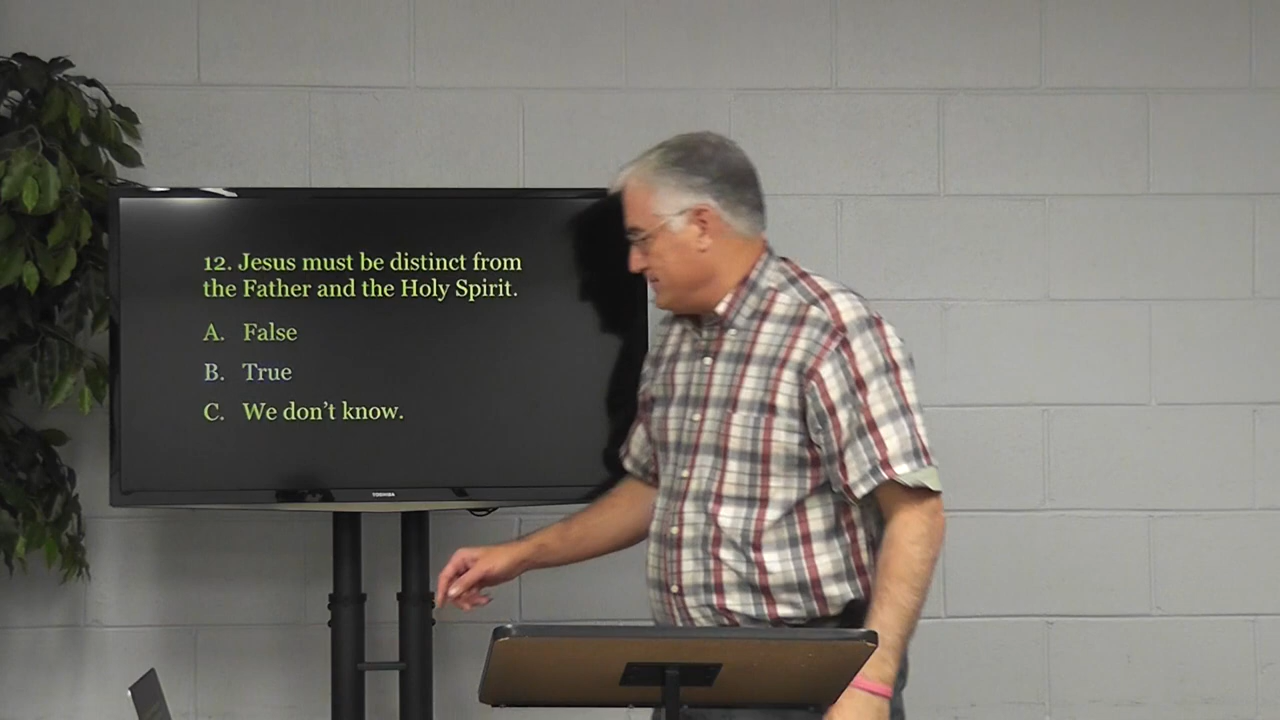 12. Jesus must be distinct from
the Father and the Holy Spirit.
A. False
B. True
C. We don't know.
TOSHIBA